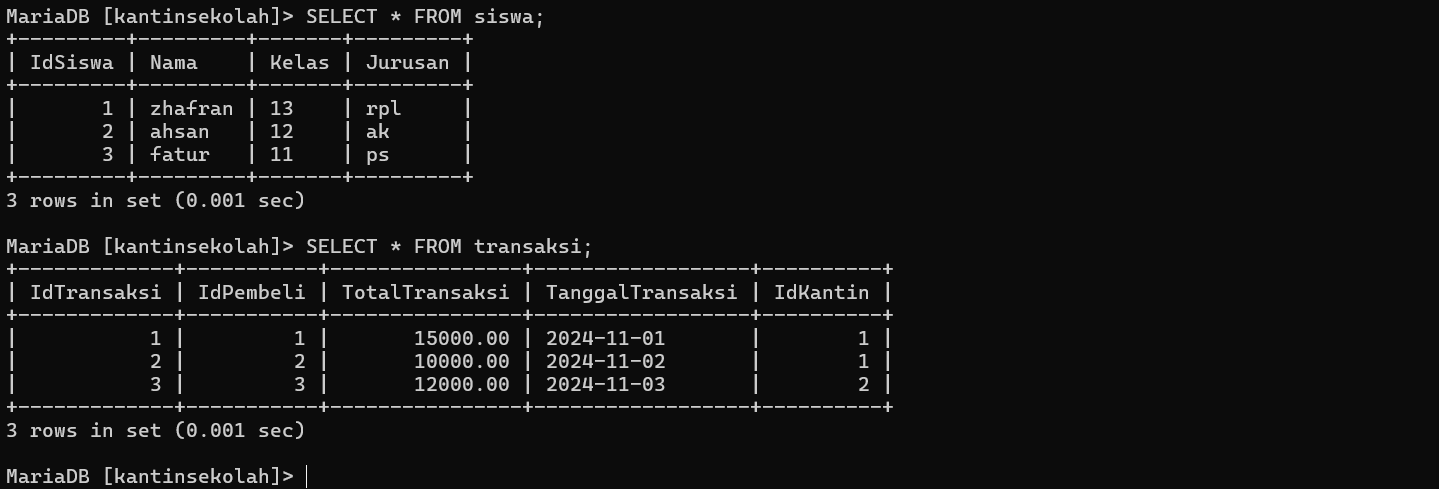 MariaDB [kantinsekolah]> SELECT * FROM siswa;
+---------+---------+-------+---------+
| IdSiswa | Nama    | Kelas | Jurusan |
+---------+---------+-------+---------+
|       1 | zhafran | 13    | rpl     |
|       2 | ahsan   | 12    | ak      |
|       3 | fatur   | 11    | ps      |
+---------+---------+-------+---------+
3 rows in set (0.001 sec)

MariaDB [kantinsekolah]> SELECT * FROM transaksi;
+-------------+-----------+----------------+------------------+----------+
| IdTransaksi | IdPembeli | TotalTransaksi | TanggalTransaksi | IdKantin |
+-------------+-----------+----------------+------------------+----------+
|           1 |         1 |       15000.00 | 2024-11-01       |        1 |
|           2 |         2 |       10000.00 | 2024-11-02       |        1 |
|           3 |         3 |       12000.00 | 2024-11-03       |        2 |
+-------------+-----------+----------------+------------------+----------+
3 rows in set (0.001 sec)

MariaDB [kantinsekolah]>